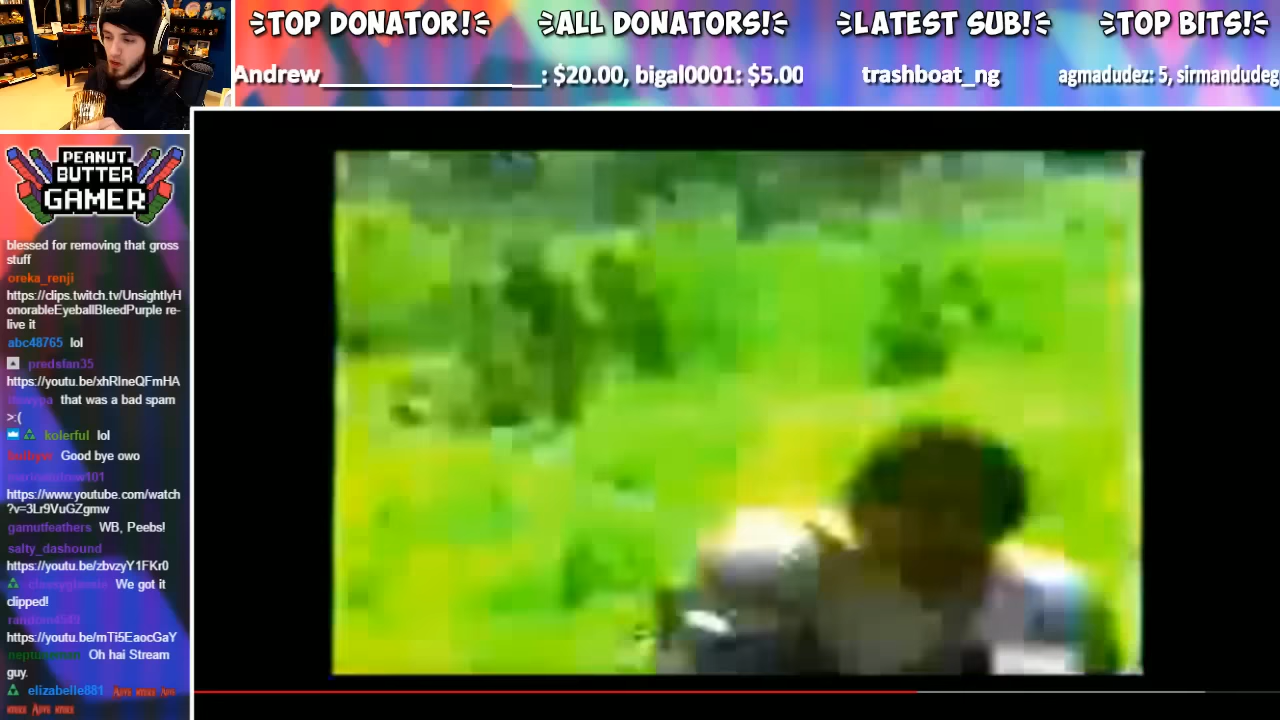 TOP DONATOR!
ALL DONATORS!
LATEST SUB!
TOP BITS!
Andrew___________________: $20.00, bigal0001: $5.00
trashboat_ng
agmadudez: 5, sirmandudeg
PEANUT
BUTTER
GAMER
blessed for removing that gross
stuff
oreka_renji
https://clips.twitch.tv/UnsightlyH
onorableEyeballBleedPurple re-
live it
abc48765 lol
predsfan35
https://youtu.be/xhRIneQFmHA
that was a bad spam
>:(
kolerful lol
Good bye owo
https://www.youtube.com/watch
?v=3Lr9VuGZgmw
gamutfeathers WB, Peebs!
salty_dashound
https://youtu.be/zbvzyY1FKr0
We got it
clipped!
https://youtu.be/mTi5EaocGaY
Oh hai Stream
guy.
elizabelle881